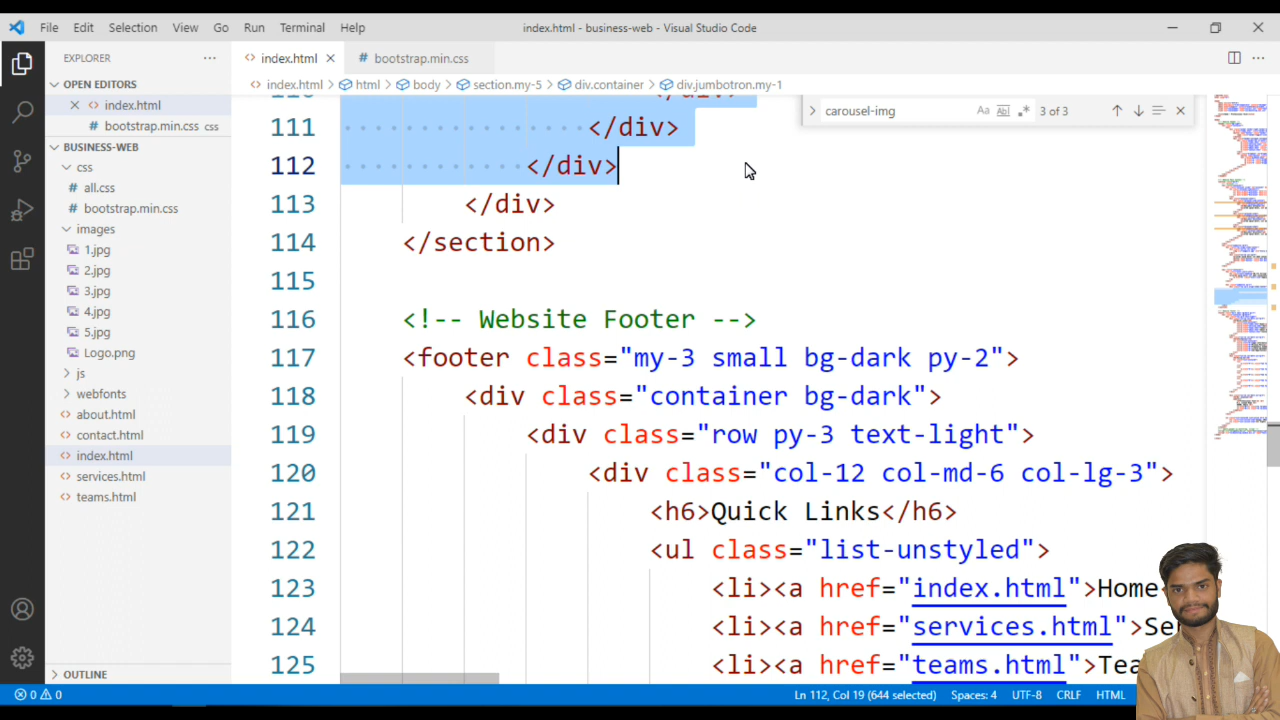 File Edit Selection View Go Run Terminal Help
index.html - business-web - Visual Studio Code
EXPLORER
OPEN EDITORS
index.html
bootstrap.min.css css
BUSINESS-WEB
css
all.css
bootstrap.min.css
images
1.jpg
2.jpg
3.jpg
4.jpg
5.jpg
Logo.png
js
webfonts
about.html
contact.html
index.html
services.html
teams.html
OUTLINE
index.html bootstrap.min.css
index.html > html > body > section.my-5 > div.container > div.jumbotron.my-1
carousel-img Aa Ab| .* 3 of 3
110 </div>
111 </div>
112 </div>
113 </div>
114 </section>
115
116 <!-- Website Footer -->
117 <footer class="my-3 small bg-dark py-2">
118 <div class="container bg-dark">
119 <div class="row py-3 text-light">
120 <div class="col-12 col-md-6 col-lg-3">
121 <h6>Quick Links</h6>
122 <ul class="list-unstyled">
123 <li><a href="index.html">Home
124 <li><a href="services.html">Se
125 <li><a href="teams.html">Tea
0 0 Ln 112, Col 19 (644 selected) Spaces: 4 UTF-8 CRLF HTML